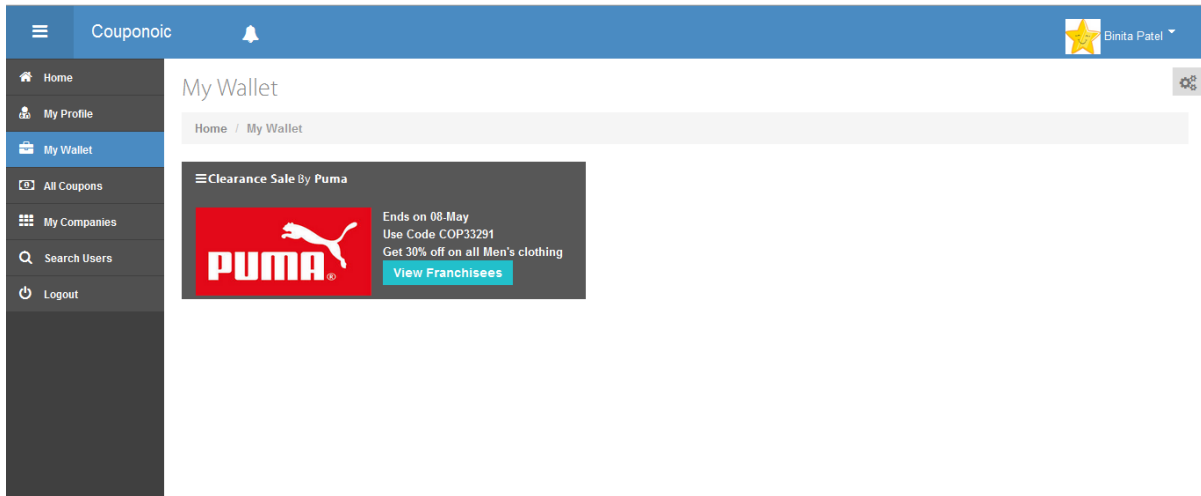 Couponoic
Binita Patel
Home
My Profile
My Wallet
All Coupons
My Companies
Search Users
Logout
My Wallet
Home / My Wallet
Clearance Sale By Puma
PUMA®
Ends on 08-May
Use Code COP33291
Get 30% off on all Men's clothing
View Franchisees